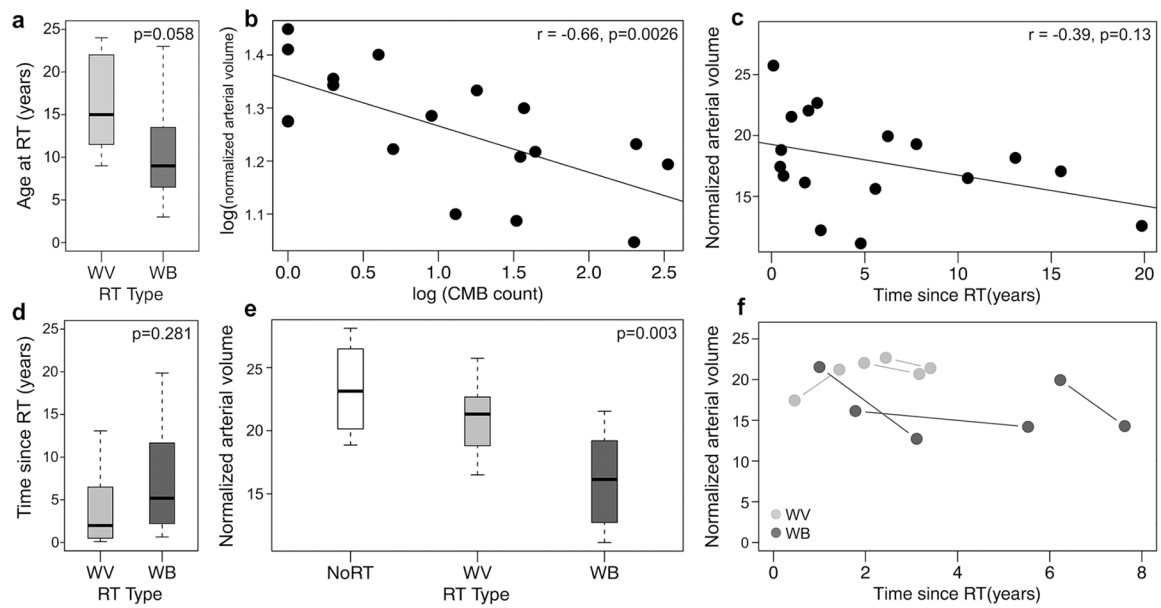 a
p=0.058
25
20
15
10
5
0
Age at RT (years)
WV WB
RT Type
b
r = -0.66, p=0.0026
1.4
1.3
1.2
1.1
log(normalized arterial volume)
0.0 0.5 1.0 1.5 2.0 2.5
log (CMB count)
c
r = -0.39, p=0.13
25
20
15
Normalized arterial volume
0 5 10 15 20
Time since RT(years)
d
p=0.281
25
20
15
10
5
0
Time since RT (years)
WV WB
RT Type
e
p=0.003
25
20
15
Normalized arterial volume
NoRT WV WB
RT Type
f
25
20
15
10
5
0
Normalized arterial volume
WV
WB
0 2 4 6 8
Time since RT(years)